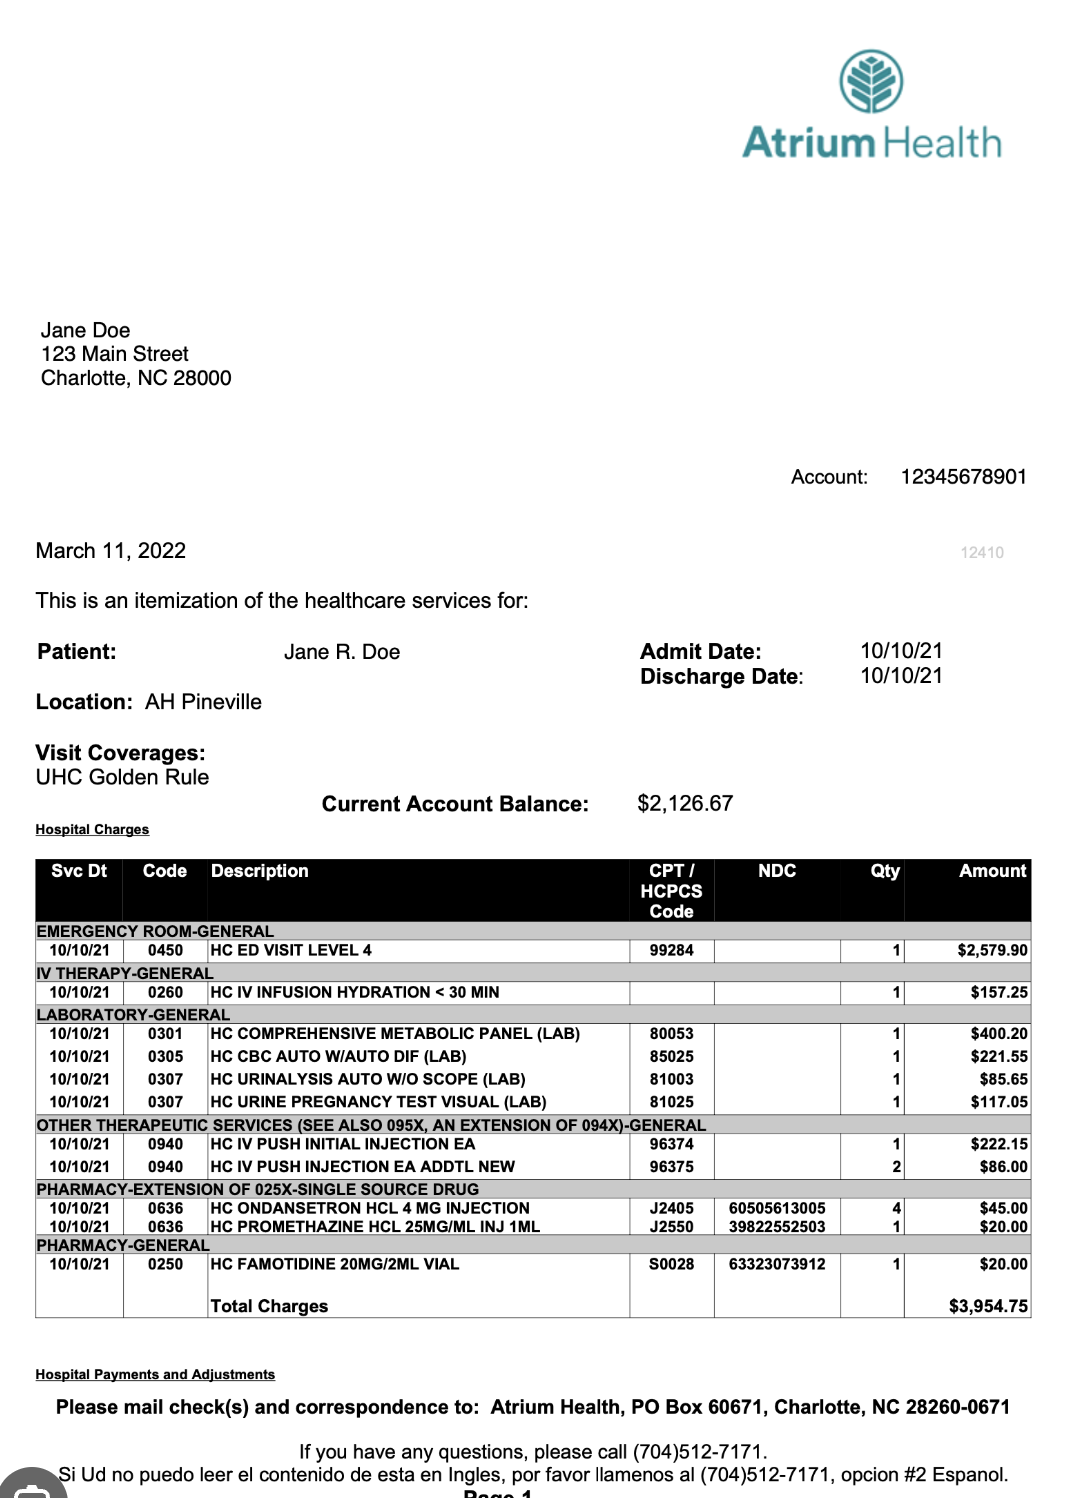 Atrium Health
Jane Doe
123 Main Street
Charlotte, NC 28000
Account: 12345678901
March 11, 2022 12410
This is an itemization of the healthcare services for:
Patient: Jane R. Doe Admit Date: 10/10/21
Discharge Date: 10/10/21
Location: AH Pineville
Visit Coverages:
UHC Golden Rule
Current Account Balance: $2,126.67
Hospital Charges
Svc Dt Code Description CPT / HCPCS Code NDC Qty Amount
EMERGENCY ROOM-GENERAL
10/10/21 0450 HC ED VISIT LEVEL 4 99284 1 $2,579.90
IV THERAPY-GENERAL
10/10/21 0260 HC IV INFUSION HYDRATION < 30 MIN 1 $157.25
LABORATORY-GENERAL
10/10/21 0301 HC COMPREHENSIVE METABOLIC PANEL (LAB) 80053 1 $400.20
10/10/21 0305 HC CBC AUTO W/AUTO DIF (LAB) 85025 1 $221.55
10/10/21 0307 HC URINALYSIS AUTO W/O SCOPE (LAB) 81003 1 $85.65
10/10/21 0307 HC URINE PREGNANCY TEST VISUAL (LAB) 81025 1 $117.05
OTHER THERAPEUTIC SERVICES (SEE ALSO 095X, AN EXTENSION OF 094X)-GENERAL
10/10/21 0940 HC IV PUSH INITIAL INJECTION EA 96374 1 $222.15
10/10/21 0940 HC IV PUSH INJECTION EA ADDTL NEW 96375 2 $86.00
PHARMACY-EXTENSION OF 025X-SINGLE SOURCE DRUG
10/10/21 0636 HC ONDANSETRON HCL 4 MG INJECTION J2405 60505613005 4 $45.00
10/10/21 0636 HC PROMETHAZINE HCL 25MG/ML INJ 1ML J2550 39822552503 1 $20.00
PHARMACY-GENERAL
10/10/21 0250 HC FAMOTIDINE 20MG/2ML VIAL S0028 63323073912 1 $20.00
Total Charges $3,954.75
Hospital Payments and Adjustments
Please mail check(s) and correspondence to: Atrium Health, PO Box 60671, Charlotte, NC 28260-0671
If you have any questions, please call (704)512-7171.
Si Ud no puedo leer el contenido de esta en Ingles, por favor llamenos al (704)512-7171, opcion #2 Espanol.
Page 1